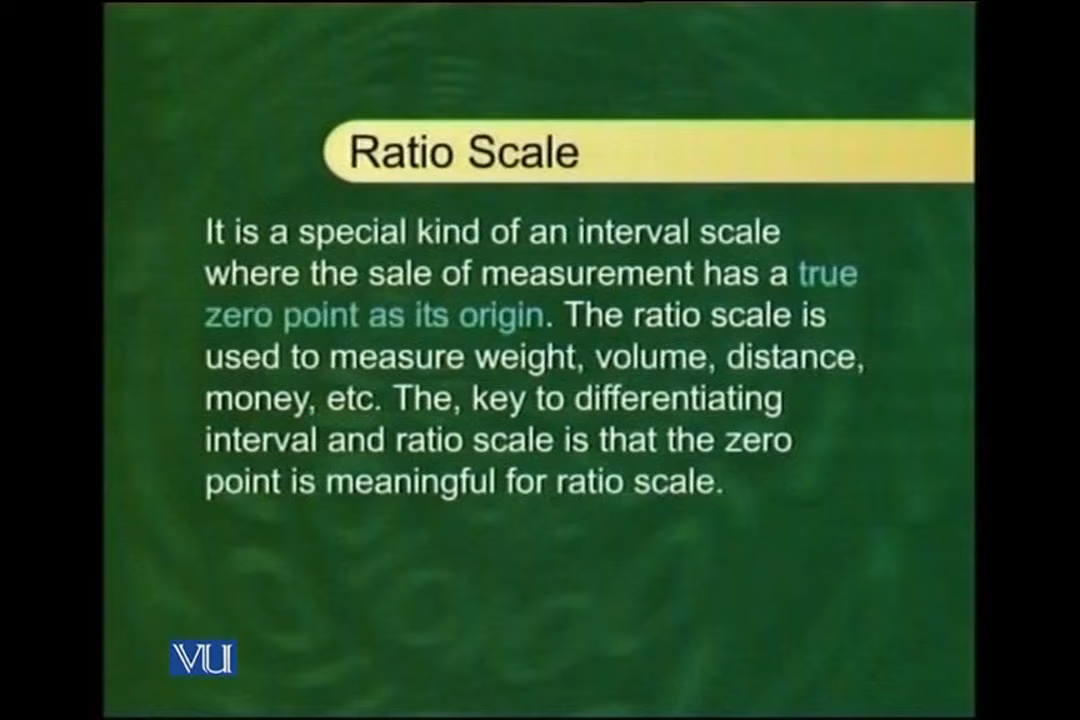 Ratio Scale
It is a special kind of an interval scale
where the sale of measurement has a true
zero point as its origin. The ratio scale is
used to measure weight, volume, distance,
money, etc. The, key to differentiating
interval and ratio scale is that the zero
point is meaningful for ratio scale.
VU